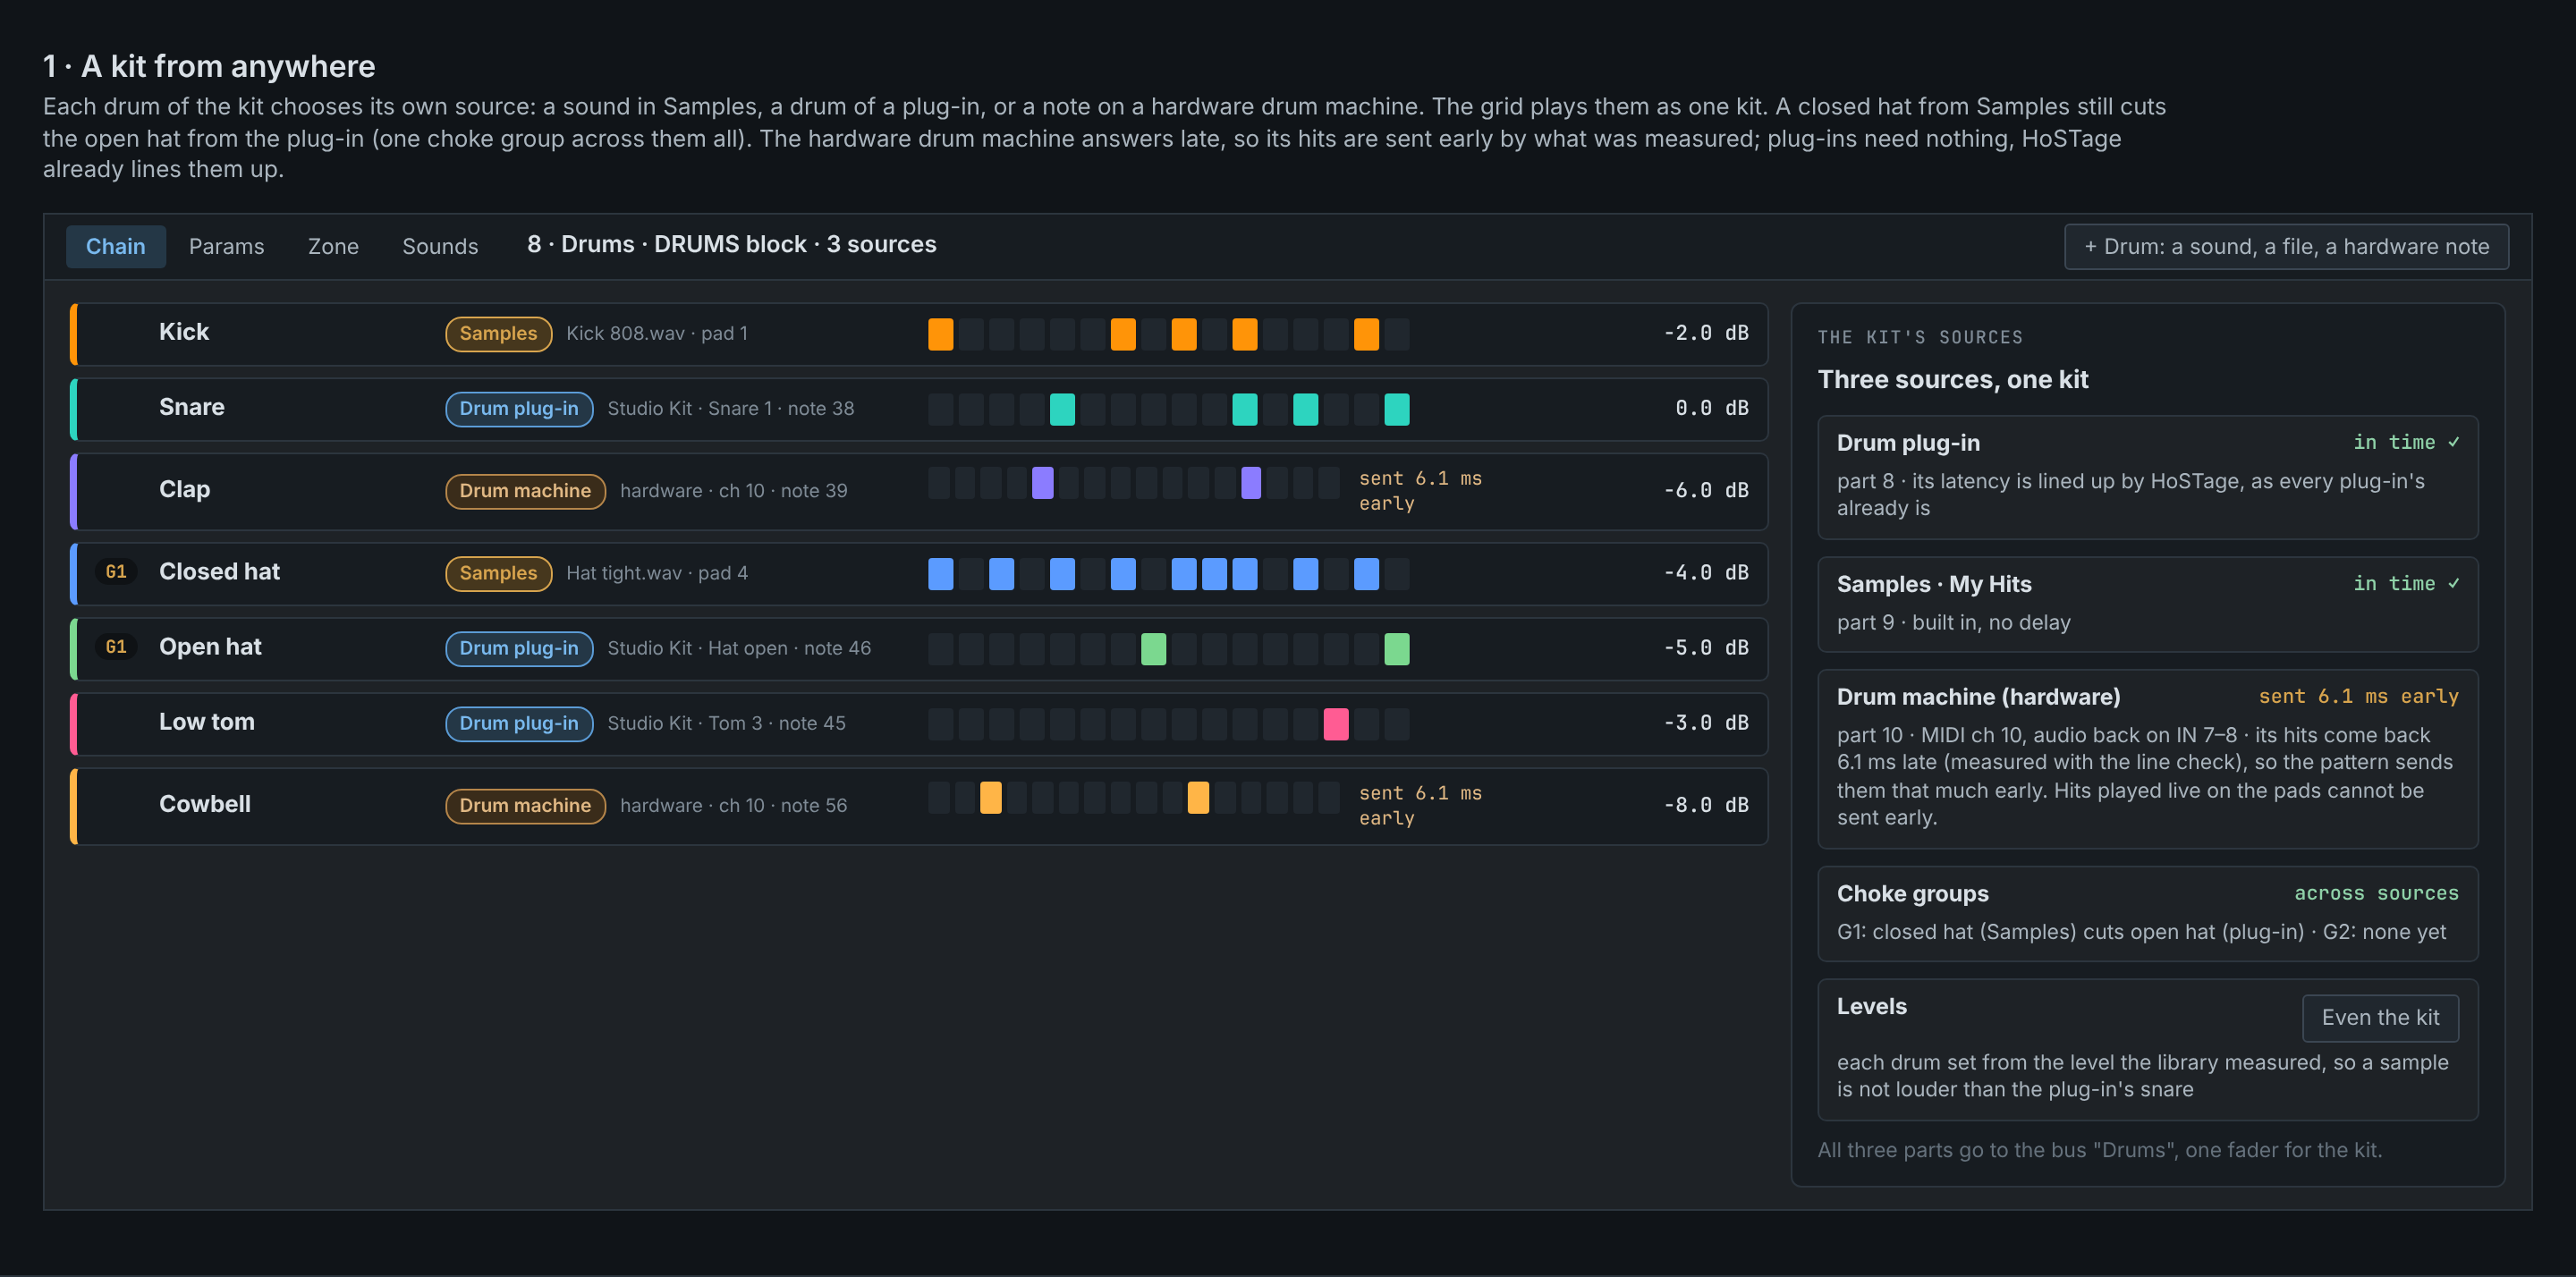 1 · A kit from anywhere
Each drum of the kit chooses its own source: a sound in Samples, a drum of a plug-in, or a note on a hardware drum machine. The grid plays them as one kit. A closed hat from Samples still cuts
the open hat from the plug-in (one choke group across them all). The hardware drum machine answers late, so its hits are sent early by what was measured; plug-ins need nothing, HoSTage
already lines them up.
Chain Params Zone Sounds 8 · Drums · DRUMS block · 3 sources + Drum: a sound, a file, a hardware note
Kick Samples Kick 808.wav · pad 1 -2.0 dB
Snare Drum plug-in Studio Kit · Snare 1 · note 38 0.0 dB
Clap Drum machine hardware · ch 10 · note 39 sent 6.1 ms -6.0 dB
early
G1 Closed hat Samples Hat tight.wav · pad 4 -4.0 dB
G1 Open hat Drum plug-in Studio Kit · Hat open · note 46 -5.0 dB
Low tom Drum plug-in Studio Kit · Tom 3 · note 45 -3.0 dB
Cowbell Drum machine hardware · ch 10 · note 56 sent 6.1 ms -8.0 dB
early
THE KIT'S SOURCES
Three sources, one kit
Drum plug-in in time ✓
part 8 · its latency is lined up by HoSTage, as every plug-in's
already is
Samples · My Hits in time ✓
part 9 · built in, no delay
Drum machine (hardware) sent 6.1 ms early
part 10 · MIDI ch 10, audio back on IN 7–8 · its hits come back
6.1 ms late (measured with the line check), so the pattern sends
them that much early. Hits played live on the pads cannot be
sent early.
Choke groups across sources
G1: closed hat (Samples) cuts open hat (plug-in) · G2: none yet
Levels Even the kit
each drum set from the level the library measured, so a sample
is not louder than the plug-in's snare
All three parts go to the bus "Drums", one fader for the kit.